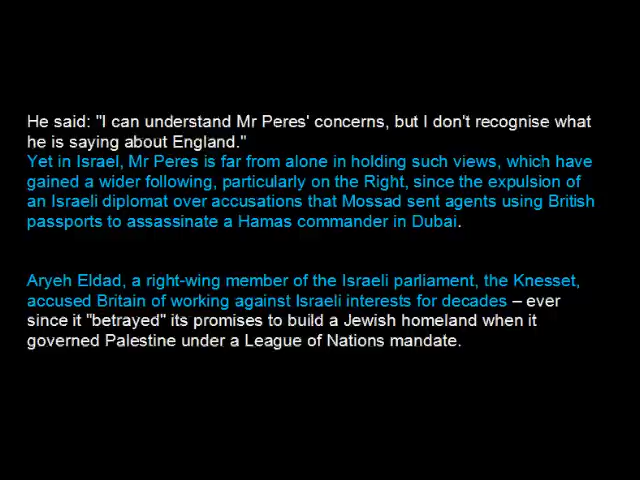 He said: "I can understand Mr Peres' concerns, but I don't recognise what
he is saying about England."
Yet in Israel, Mr Peres is far from alone in holding such views, which have
gained a wider following, particularly on the Right, since the expulsion of
an Israeli diplomat over accusations that Mossad sent agents using British
passports to assassinate a Hamas commander in Dubai.
Aryeh Eldad, a right-wing member of the Israeli parliament, the Knesset,
accused Britain of working against Israeli interests for decades – ever
since it "betrayed" its promises to build a Jewish homeland when it
governed Palestine under a League of Nations mandate.